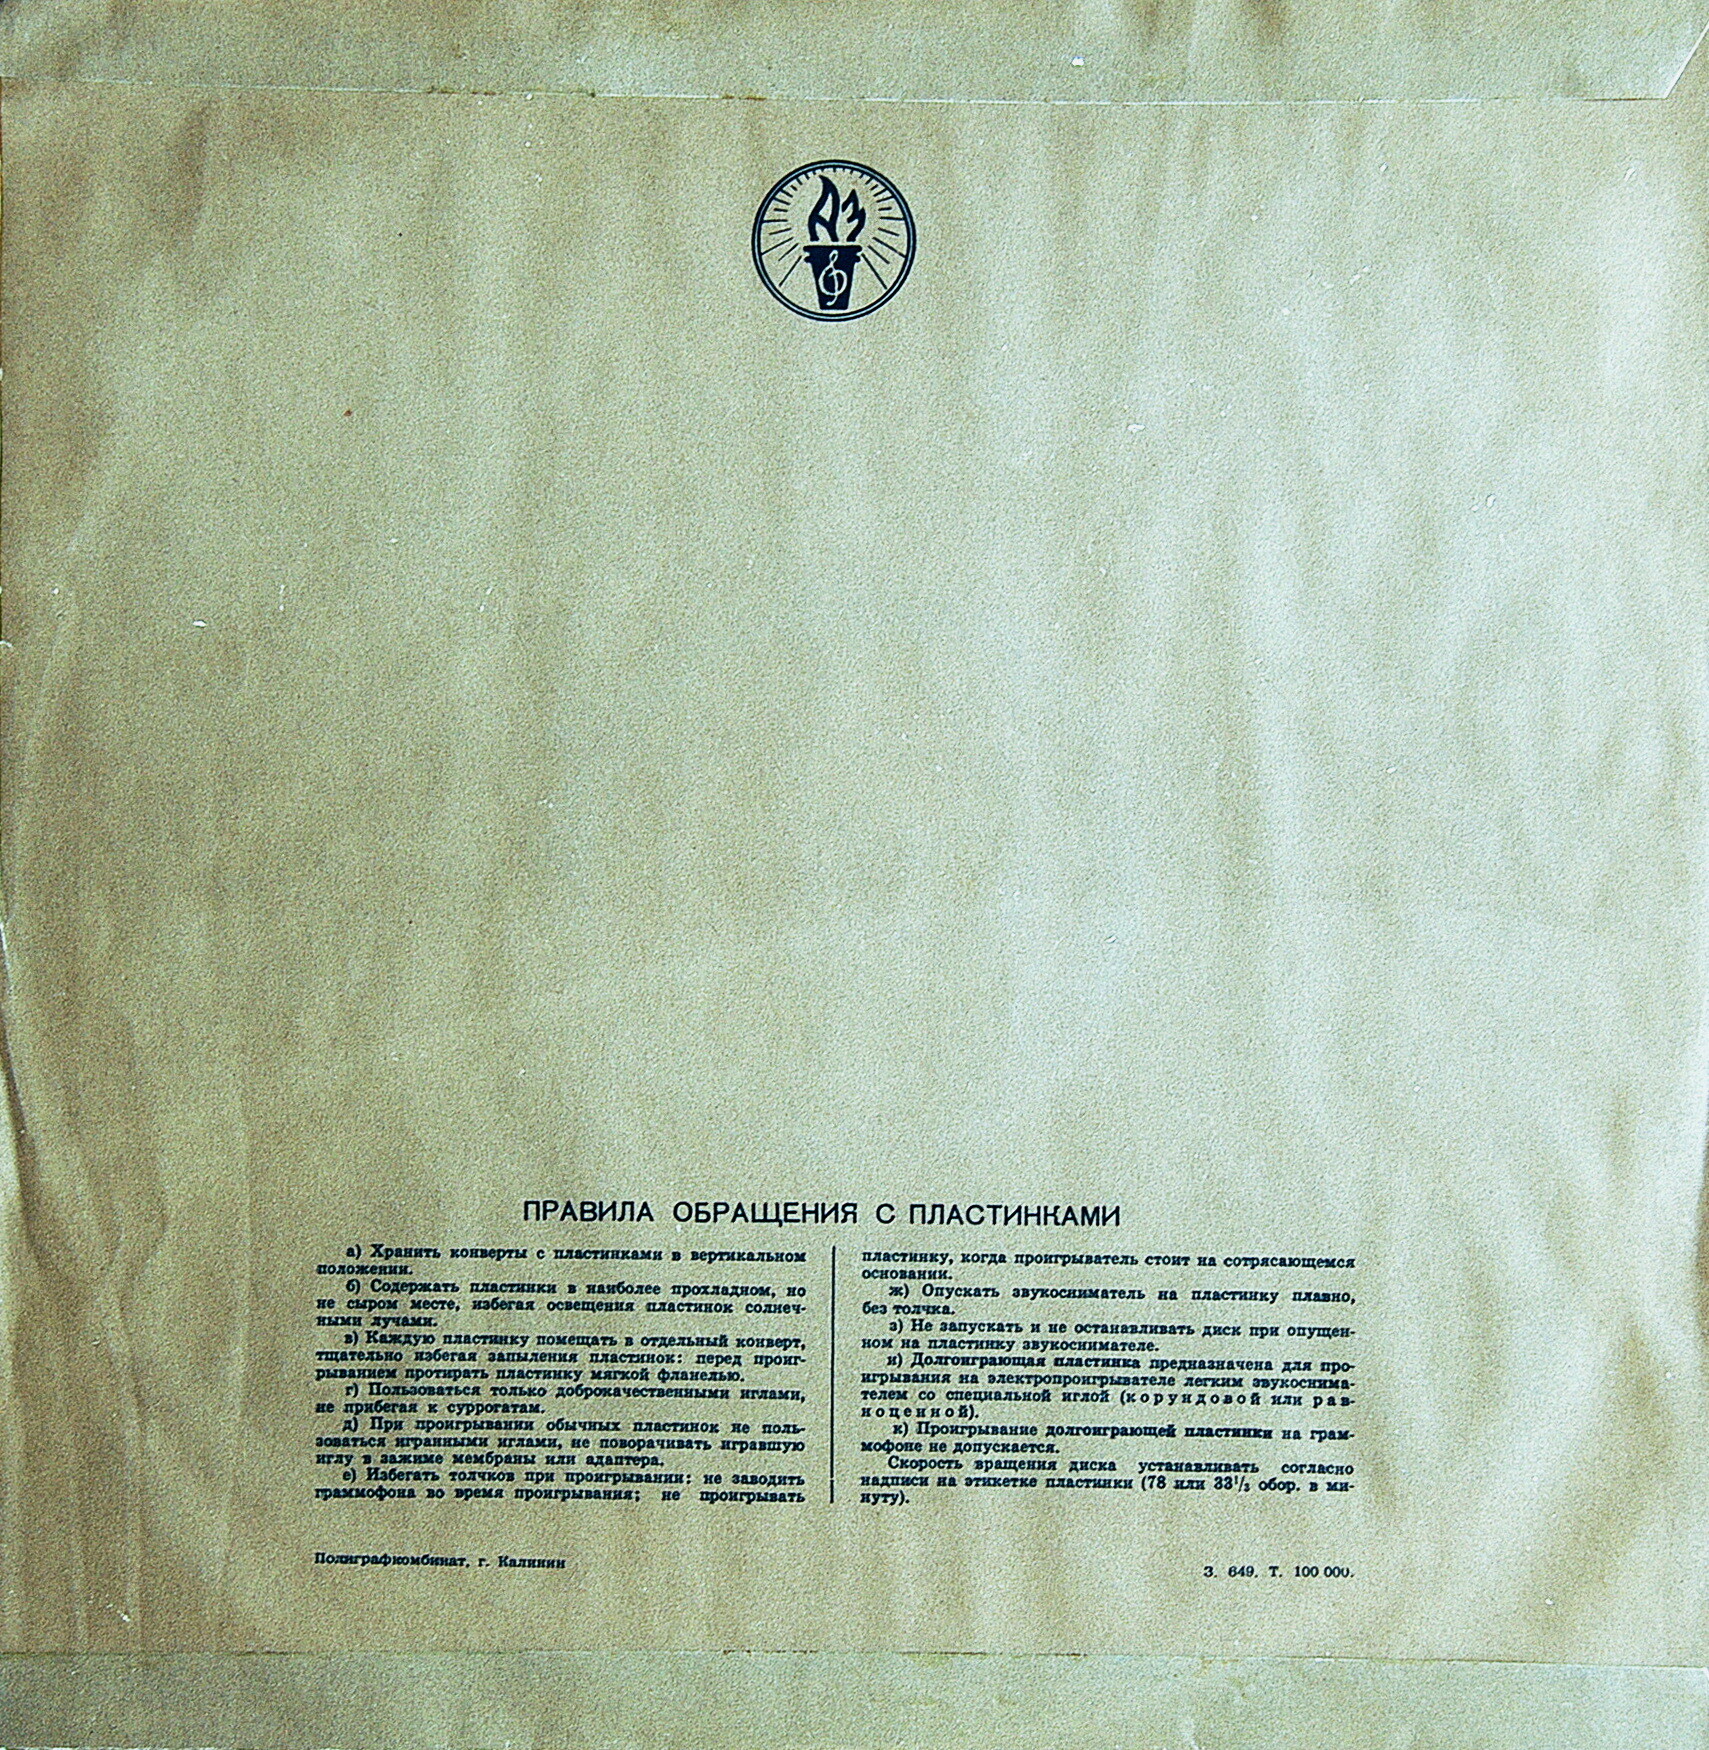 АЗ
ПРАВИЛА ОБРАЩЕНИЯ С ПЛАСТИНКАМИ
а) Хранить конверты с пластинками в вертикальном
положении.
б) Содержать пластинки в наиболее прохладном, но
не сыром месте, избегая освещения пластинок солнеч-
ными лучами.
в) Каждую пластинку помещать в отдельный конверт,
тщательно избегая запыления пластинок: перед проиг-
рыванием протирать пластинку мягкой фланелью.
г) Пользоваться только доброкачественными иглами,
не прибегая к суррогатам.
д) При проигрывании обычных пластинок не поль-
зоваться игранными иглами, не поворачивать игравшую
иглу в зажиме мембраны или адаптера.
е) Избегать толчков при проигрывании: не заводить
граммофона во время проигрывания; не проигрывать
пластинку, когда проигрыватель стоит на сотрясающемся
основании.
ж) Опускать звукосниматель на пластинку плавно,
без толчка.
з) Не запускать и не останавливать диск при опущен-
ном на пластинку звукоснимателе.
и) Долгоиграющая пластинка предназначена для про-
игрывания на электропроигрывателе легким звукоснима-
телем со специальной иглой (корундовой или рав-
ноценной).
к) Проигрывание долгоиграющей пластинки на грам-
мофоне не допускается.
Скорость вращения диска устанавливать согласно
надписи на этикетке пластинки (78 или 33¹/₃ обор. в ми-
нуту).
Полиграфкомбинат, г. Калинин
З. 649. Т. 100 000.